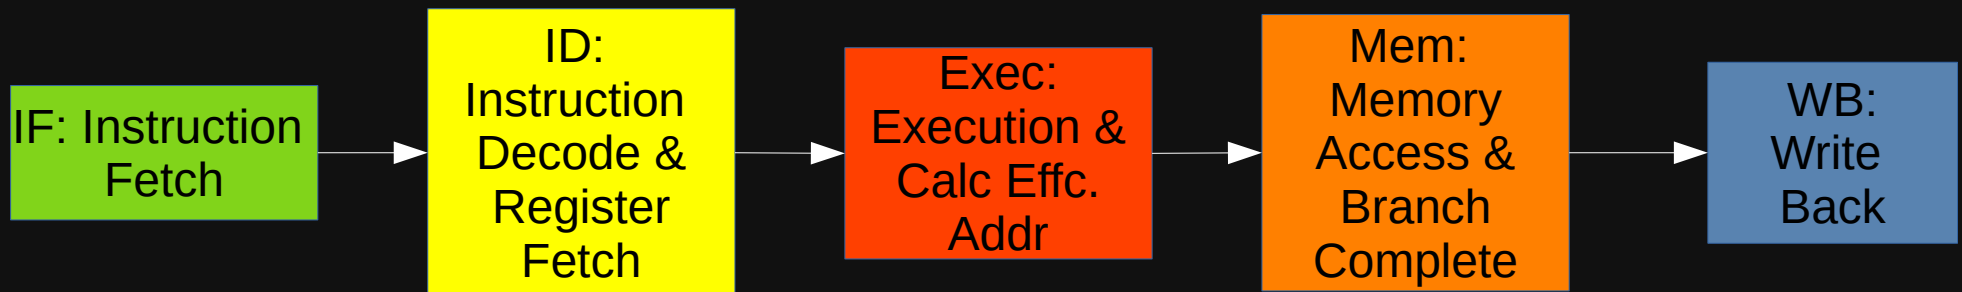 IF: Instruction
Fetch
ID:
Instruction
Decode &
Register
Fetch
Exec:
Execution &
Calc Effc.
Addr
Mem:
Memory
Access &
Branch
Complete
WB:
Write
Back